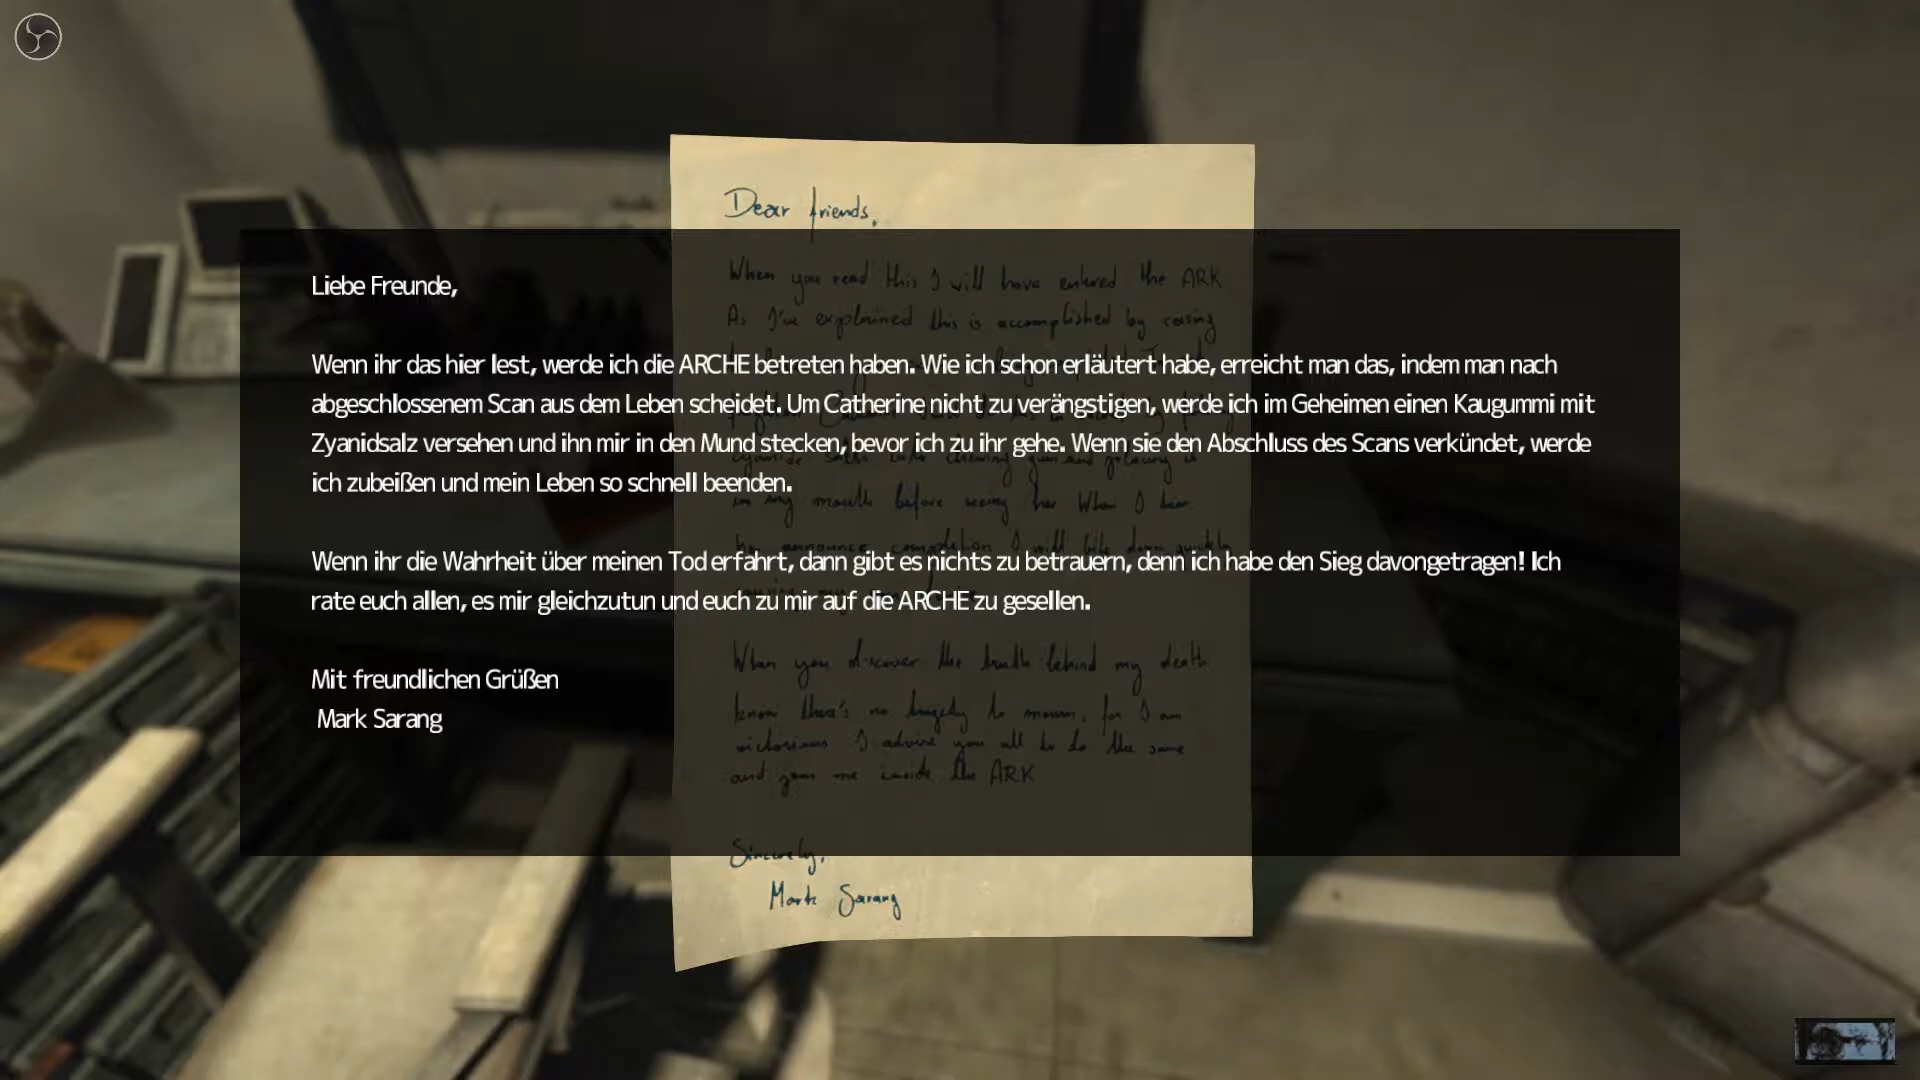 Dear friends,
Liebe Freunde,
When you read this I will have entered the ARK
As I've explained this is accomplished by
Wenn ihr das hier lest, werde ich die ARCHE betreten haben. Wie ich schon erläutert habe, erreicht man das, indem man nach
abgeschlossenem Scan aus dem Leben scheidet. Um Catherine nicht zu verängstigen, werde ich im Geheimen einen Kaugummi mit
Zyanidsalz versehen und ihn mir in den Mund stecken, bevor ich zu ihr gehe. Wenn sie den Abschluss des Scans verkündet, werde
ich zubeißen und mein Leben so schnell beenden.
in my mouth before seeing her When I hear
Wenn ihr die Wahrheit über meinen Tod erfahrt, dann gibt es nichts zu betrauern, denn ich habe den Sieg davongetragen! Ich
rate euch allen, es mir gleichzutun und euch zu mir auf die ARCHE zu gesellen.
When you discover the truth behind my death
know there's no tragedy to mourn, for I am
Mit freundlichen Grüßen
Mark Sarang
victorious I advise you all to do the same
and me inside the ARK
Sincerely,
Mark Sarang